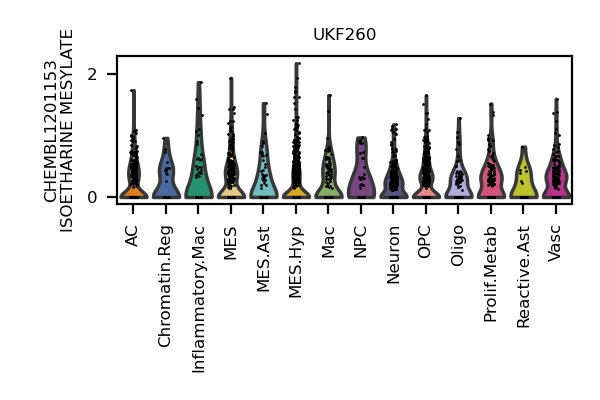 UKF260
CHEMBL1201153
ISOETHARINE MESYLATE
2
0
AC
Chromatin.Reg
Inflammatory.Mac
MES
MES.Ast
MES.Hyp
Mac
NPC
Neuron
OPC
Oligo
Prolif.Metab
Reactive.Ast
Vasc